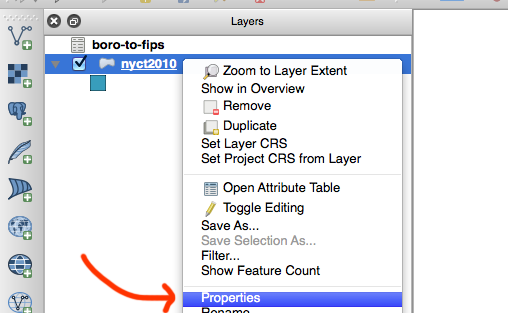 Layers
boro-to-fips
nyct2010
Zoom to Layer Extent
Show in Overview
Remove
Duplicate
Set Layer CRS
Set Project CRS from Layer
Open Attribute Table
Toggle Editing
Save As...
Save Selection As...
Filter...
Show Feature Count
Properties
Rename